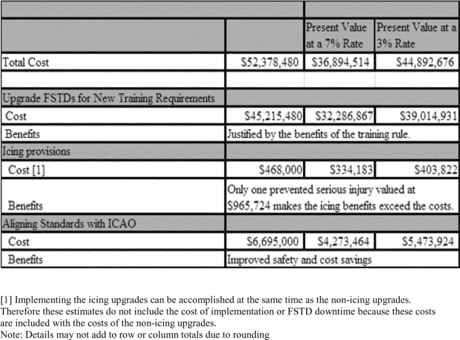 Present Value at a 7% Rate Present Value at a 3% Rate
Total Cost $52,378,480 $36,894,514 $44,892,676
Upgrade FSTDs for New Training Requirements
Cost $45,215,480 $32,286,867 $39,014,931
Benefits Justified by the benefits of the training rule.
Icing provisions
Cost [1] $468,000 $334,183 $403,822
Benefits Only one prevented serious injury valued at $965,724 makes the icing benefits exceed the costs.
Aligning Standards with ICAO
Cost $6,695,000 $4,273,464 $5,473,924
Benefits Improved safety and cost savings
[1] Implementing the icing upgrades can be accomplished at the same time as the non-icing upgrades.
Therefore these estimates do not include the cost of implementation or FSTD downtime because these costs
are included with the costs of the non-icing upgrades.
Note: Details may not add to row or column totals due to rounding